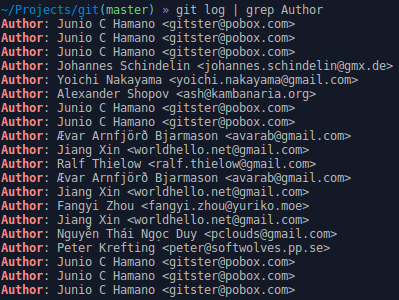 ~/Projects/git(master) » git log | grep Author
Author: Junio C Hamano <gitster@pobox.com>
Author: Junio C Hamano <gitster@pobox.com>
Author: Junio C Hamano <gitster@pobox.com>
Author: Johannes Schindelin <johannes.schindelin@gmx.de>
Author: Yoichi Nakayama <yoichi.nakayama@gmail.com>
Author: Alexander Shopov <ash@kambanaria.org>
Author: Junio C Hamano <gitster@pobox.com>
Author: Junio C Hamano <gitster@pobox.com>
Author: Ævar Arnfjörð Bjarmason <avarab@gmail.com>
Author: Jiang Xin <worldhello.net@gmail.com>
Author: Ralf Thielow <ralf.thielow@gmail.com>
Author: Ævar Arnfjörð Bjarmason <avarab@gmail.com>
Author: Jiang Xin <worldhello.net@gmail.com>
Author: Fangyi Zhou <fangyi.zhou@yuriko.moe>
Author: Jiang Xin <worldhello.net@gmail.com>
Author: Nguyễn Thái Ngọc Duy <pclouds@gmail.com>
Author: Peter Krefting <peter@softwolves.pp.se>
Author: Junio C Hamano <gitster@pobox.com>
Author: Junio C Hamano <gitster@pobox.com>
Author: Junio C Hamano <gitster@pobox.com>